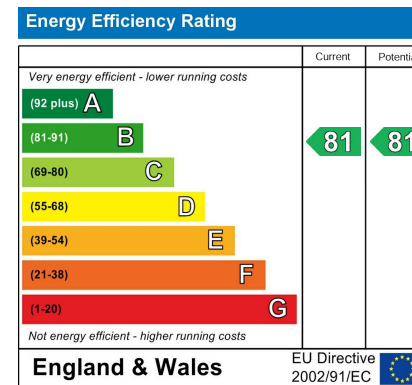 Energy Efficiency Rating
Current Potenti
Very energy efficient - lower running costs
(92 plus) A
(81-91) B 81 81
(69-80) C
(55-68) D
(39-54) E
(21-38) F
(1-20) G
Not energy efficient - higher running costs
England & Wales
EU Directive
2002/91/EC